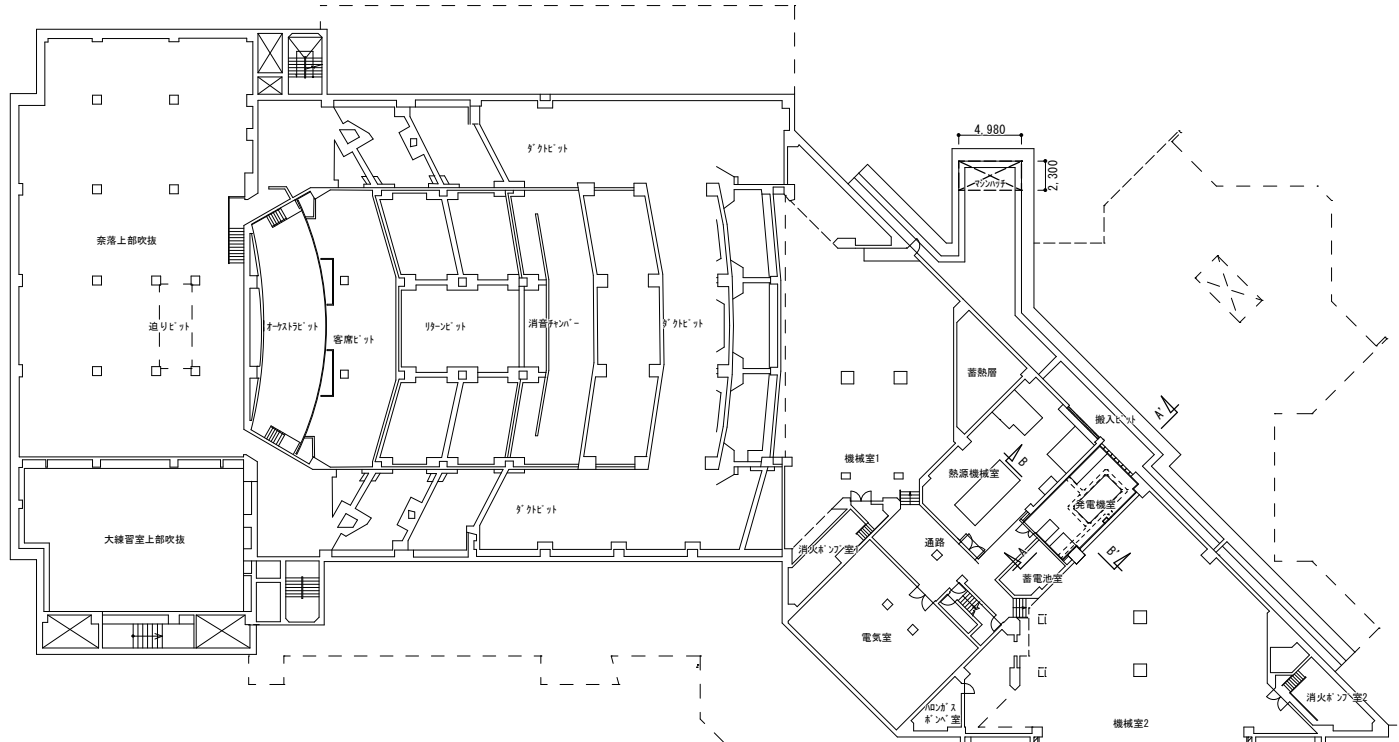 4,980
2,300
マシンハッチ
ダクトピット
奈落上部吹抜
迫りピット
オーケストラピット
客席ピット
リターンピット
消音チャンバー
ダクトピット
蓄熱層
搬入ピット
A'
機械室1
熱源機械室
B
発電機室
ダクトピット
大練習室上部吹抜
消火ポンプ室1
通路
A
B'
蓄電池室
電気室
ハロンガス
ボンベ室
消火ポンプ室2
機械室2